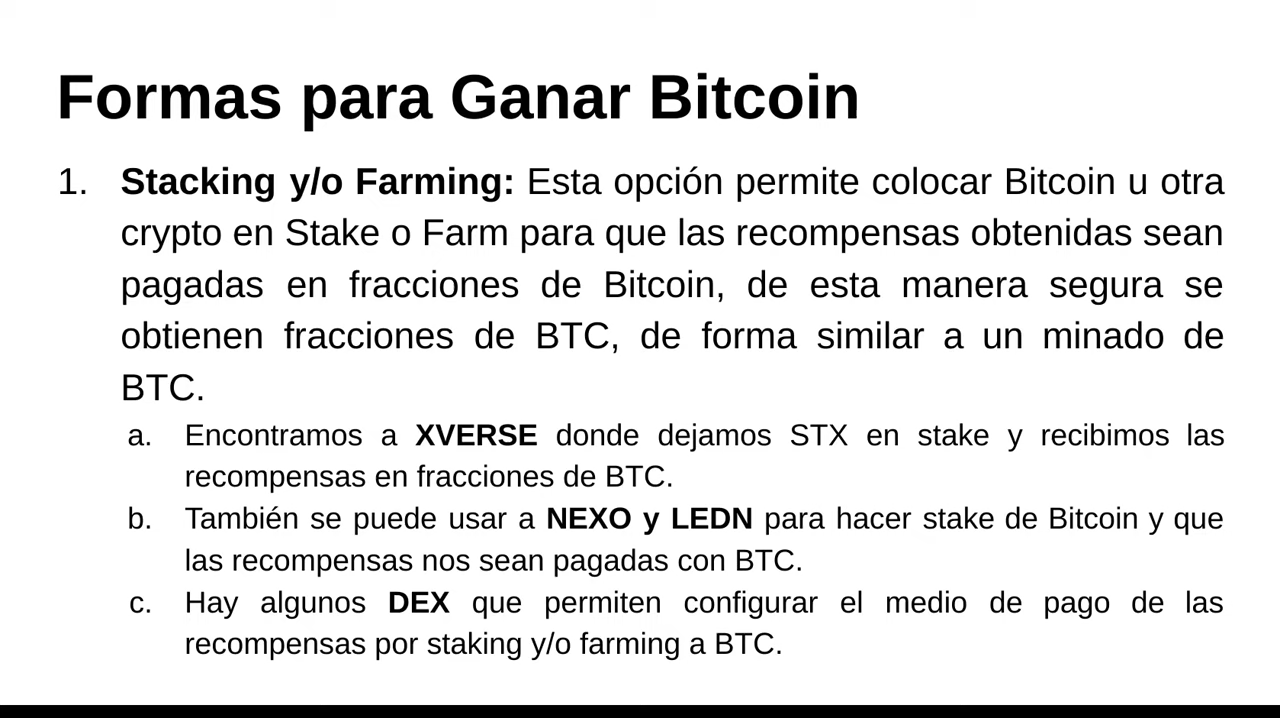 Formas para Ganar Bitcoin
1. Stacking y/o Farming: Esta opción permite colocar Bitcoin u otra
crypto en Stake o Farm para que las recompensas obtenidas sean
pagadas en fracciones de Bitcoin, de esta manera segura se
obtienen fracciones de BTC, de forma similar a un minado de
BTC.
a. Encontramos a XVERSE donde dejamos STX en stake y recibimos las
recompensas en fracciones de BTC.
b. También se puede usar a NEXO y LEDN para hacer stake de Bitcoin y que
las recompensas nos sean pagadas con BTC.
c. Hay algunos DEX que permiten configurar el medio de pago de las
recompensas por staking y/o farming a BTC.